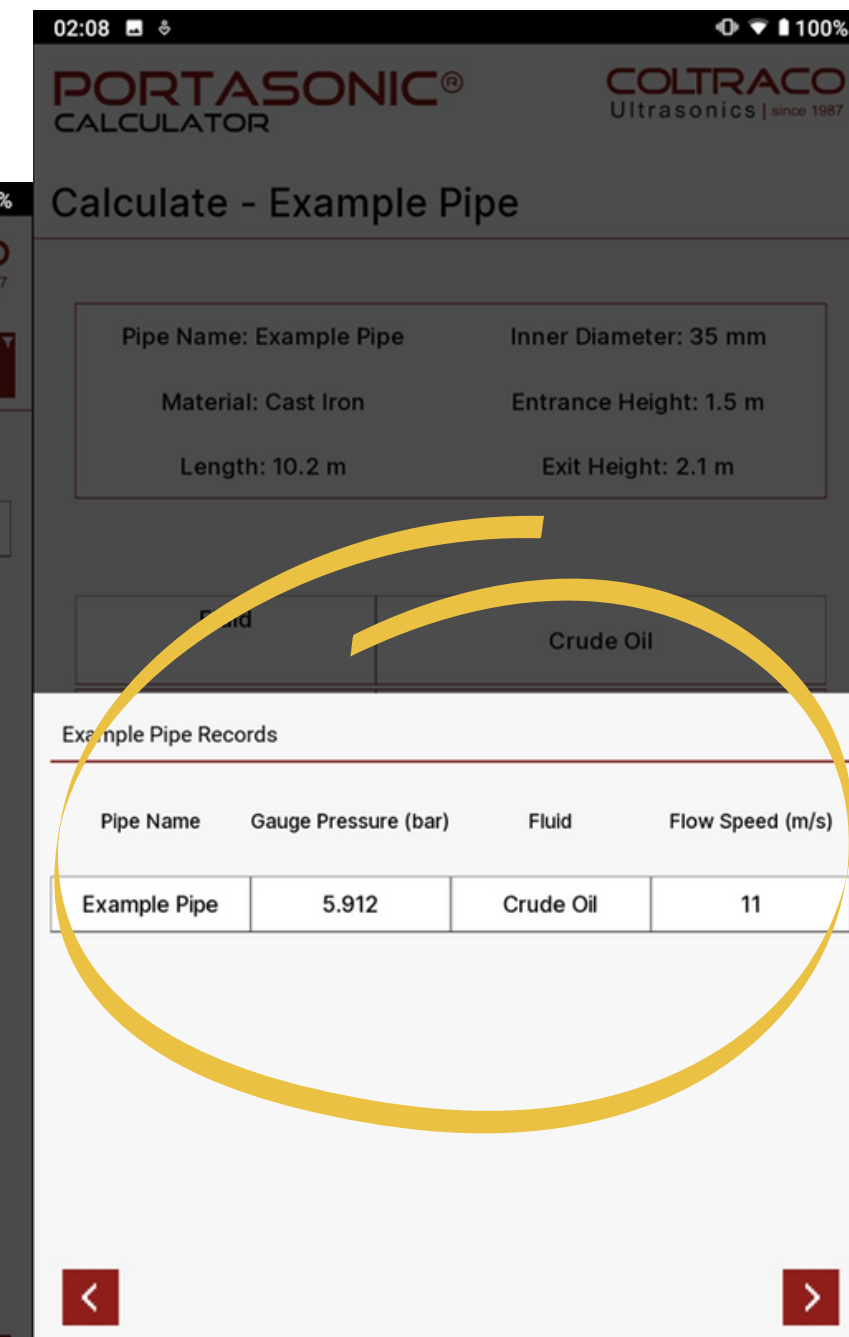 02:08 100%
PORTASONIC® COLTRACO
CALCULATOR Ultrasonics | since 1987
%
Calculate - Example Pipe
7
Pipe Name: Example Pipe Inner Diameter: 35 mm
Material: Cast Iron Entrance Height: 1.5 m
Length: 10.2 m Exit Height: 2.1 m
Fluid
Crude Oil
Example Pipe Records
Pipe Name Gauge Pressure (bar) Fluid Flow Speed (m/s)
Example Pipe 5.912 Crude Oil 11